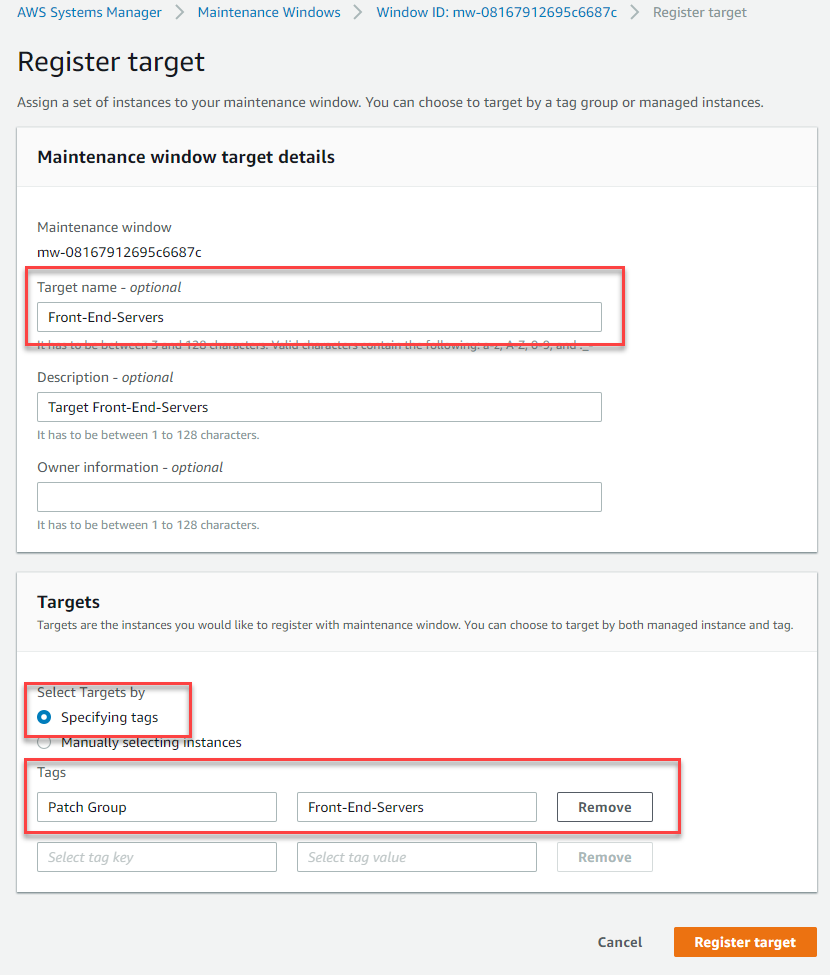 AWS Systems Manager > Maintenance Windows > Window ID: mw-08167912695c6687c > Register target
Register target
Assign a set of instances to your maintenance window. You can choose to target by a tag group or managed instances.
Maintenance window target details
Maintenance window
mw-08167912695c6687c
Target name - optional
Front-End-Servers
It has to be between 3 and 128 characters. Valid characters contain the following: a-z, A-Z, 0-9, and
Description - optional
Target Front-End-Servers
It has to be between 1 to 128 characters.
Owner information - optional
It has to be between 1 to 128 characters.
Targets
Targets are the instances you would like to register with maintenance window. You can choose to target by both managed instance and tag.
Select Targets by
Specifying tags
Manually selecting instances
Tags
Patch Group Front-End-Servers Remove
Select tag key Select tag value Remove
Cancel Register target